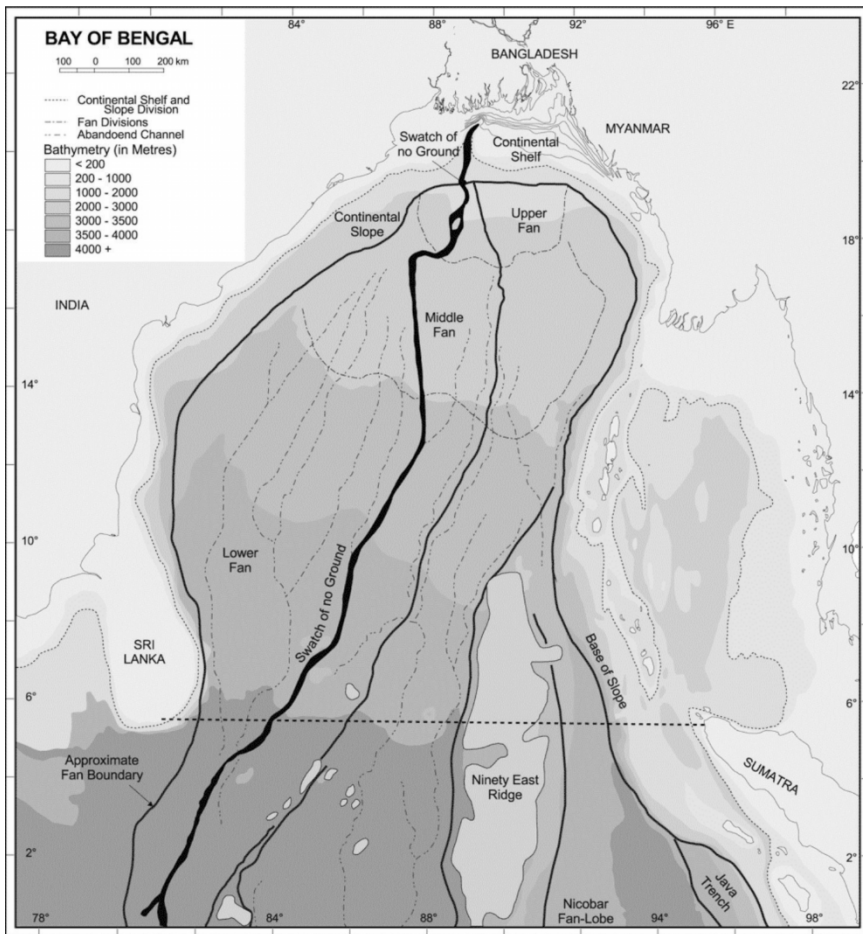 84°
88°
92°
96° E
BAY OF BENGAL
100 0 100 200 km
Continental Shelf and
Slope Division
Fan Divisions
Abandoend Channel
Bathymetry (in Metres)
< 200
200 - 1000
1000 - 2000
2000 - 3000
3000 - 3500
3500 - 4000
4000 +
BANGLADESH
22°
MYANMAR
Swatch of
no Ground
Continental
Shelf
Continental
Slope
Upper
Fan
18°
INDIA
Middle
Fan
14°
14°
10°
10°
Lower
Fan
Swatch of no Ground
SRI
LANKA
Base of Slope
6°
6°
Approximate
Fan Boundary
Ninety East
Ridge
SUMATRA
2°
2°
Java
Trench
Nicobar
Fan-Lobe
78°
84°
88°
94°
98°